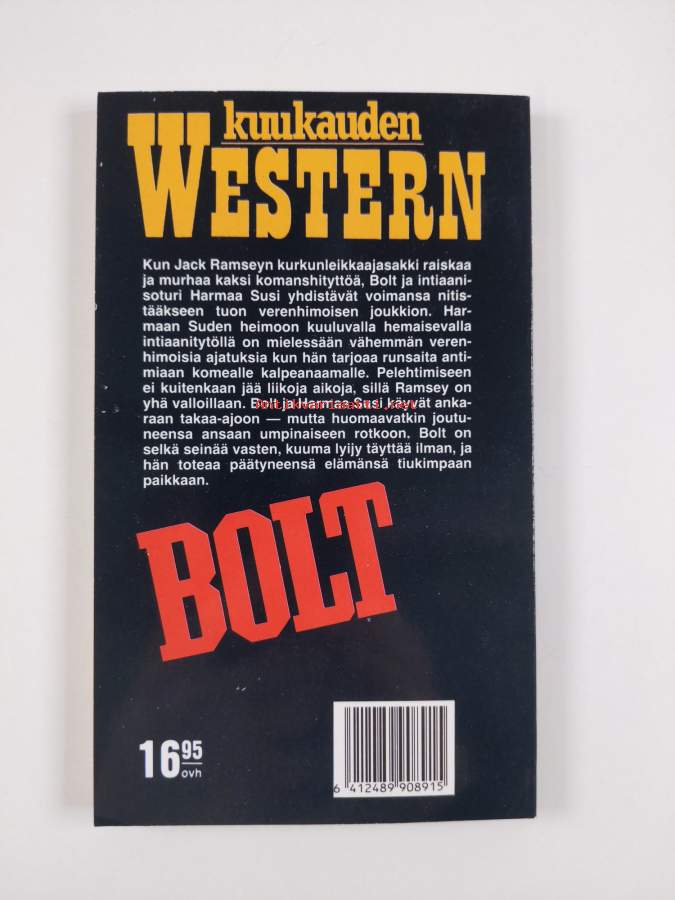 kuukauden
WESTERN
Kun Jack Ramseyn kurkunleikkaajasakki raiskaa
ja murhaa kaksi komanshityttöä, Bolt ja intiaani-
soturi Harmaa Susi yhdistävät voimansa nitis-
tääkseen tuon verenhimoisen joukkion. Har-
maan Suden heimoon kuuluvalla hemaisevalla
intiaanitytöllä on mielessään vähemmän veren-
himoisia ajatuksia kun hän tarjoaa runsaita anti-
miaan komealle kalpeanaamalle. Pelehtimiseen
ei kuitenkaan jää liikoja aikoja, sillä Ramsey on
yhä valloillaan. Bolt ja Harmaa Susi käyvät anka-
raan takaa-ajoon — mutta huomaavatkin joutu-
neensa ansaan umpinaiseen rotkoon. Bolt on
selkä seinää vasten, kuuma lyijy täyttää ilman, ja
hän toteaa päätyneensä elämänsä tiukimpaan
paikkaan.
BOLT
16 95
ovh
6 412489 908915